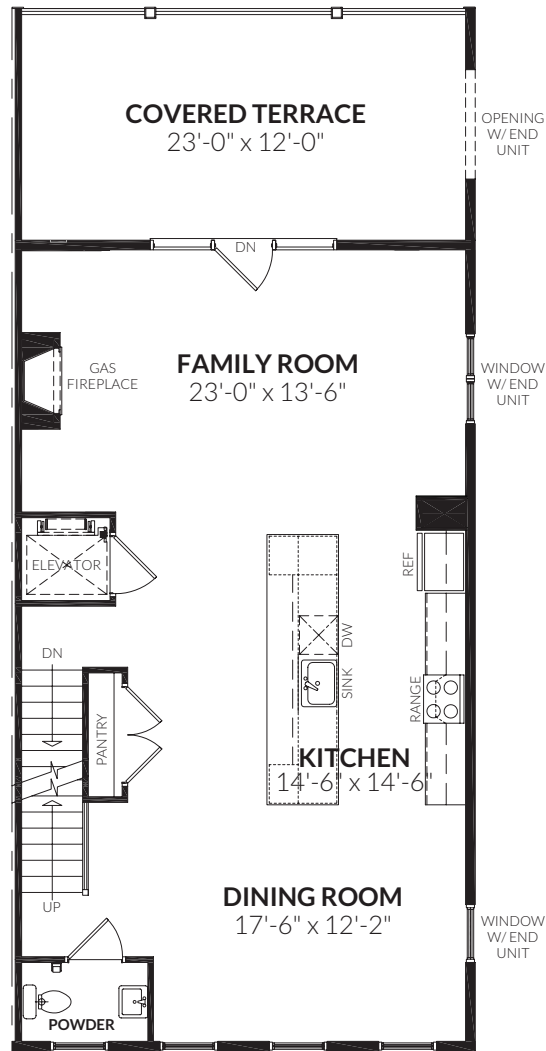 COVERED TERRACE
23'-0" x 12'-0"
OPENING
W/ END
UNIT
DN
GAS
FIREPLACE
FAMILY ROOM
23'-0" x 13'-6"
WINDOW
W/ END
UNIT
ELEVATOR
REF
DW
SINK
DN
PANTRY
RANGE
KITCHEN
14'-6" x 14'-6"
UP
DINING ROOM
17'-6" x 12'-2"
WINDOW
W/ END
UNIT
POWDER